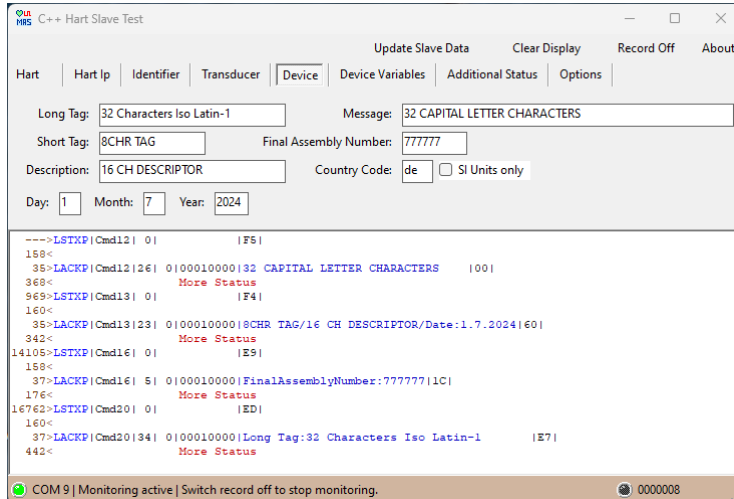 C++ Hart Slave Test
Update Slave Data Clear Display Record Off About
Hart Hart Ip Identifier Transducer Device Device Variables Additional Status Options
Long Tag: 32 Characters Iso Latin-1 Message: 32 CAPITAL LETTER CHARACTERS
Short Tag: 8CHR TAG Final Assembly Number: 777777
Description: 16 CH DESCRIPTOR Country Code: de SI Units only
Day: 1 Month: 7 Year: 2024
--->LSTXP|Cmd12| 0| |F5|
158<
35>LACKP|Cmd12|26| 0|00010000|32 CAPITAL LETTER CHARACTERS |00|
368< More Status
969>LSTXP|Cmd13| 0| |F4|
160<
35>LACKP|Cmd13|23| 0|00010000|8CHR TAG/16 CH DESCRIPTOR/Date:1.7.2024|60|
342< More Status
14105>LSTXP|Cmd16| 0| |E9|
158<
37>LACKP|Cmd16| 5| 0|00010000|FinalAssemblyNumber:777777|1C|
176< More Status
16762>LSTXP|Cmd20| 0| |ED|
160<
37>LACKP|Cmd20|34| 0|00010000|Long Tag:32 Characters Iso Latin-1 |E7|
442< More Status
COM 9 | Monitoring active | Switch record off to stop monitoring. 0000008